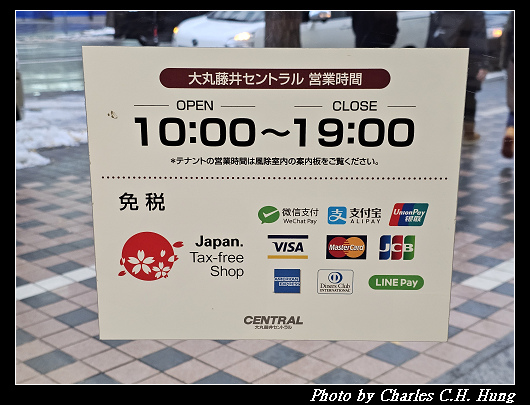 大丸藤井セントラル 営業時間
OPEN CLOSE
10:00～19:00
*テナントの営業時間は風除室内の案内板をご覧ください。
免税
微信支付
WeChat Pay
支付宝
ALIPAY
UnionPay
银联
Japan.
Tax-free
Shop
VISA
MasterCard
JCB
AMERICAN
EXPRESS
Diners Club
INTERNATIONAL
LINE Pay
CENTRAL
大丸藤井セントラル
Photo by Charles C.H. Hung